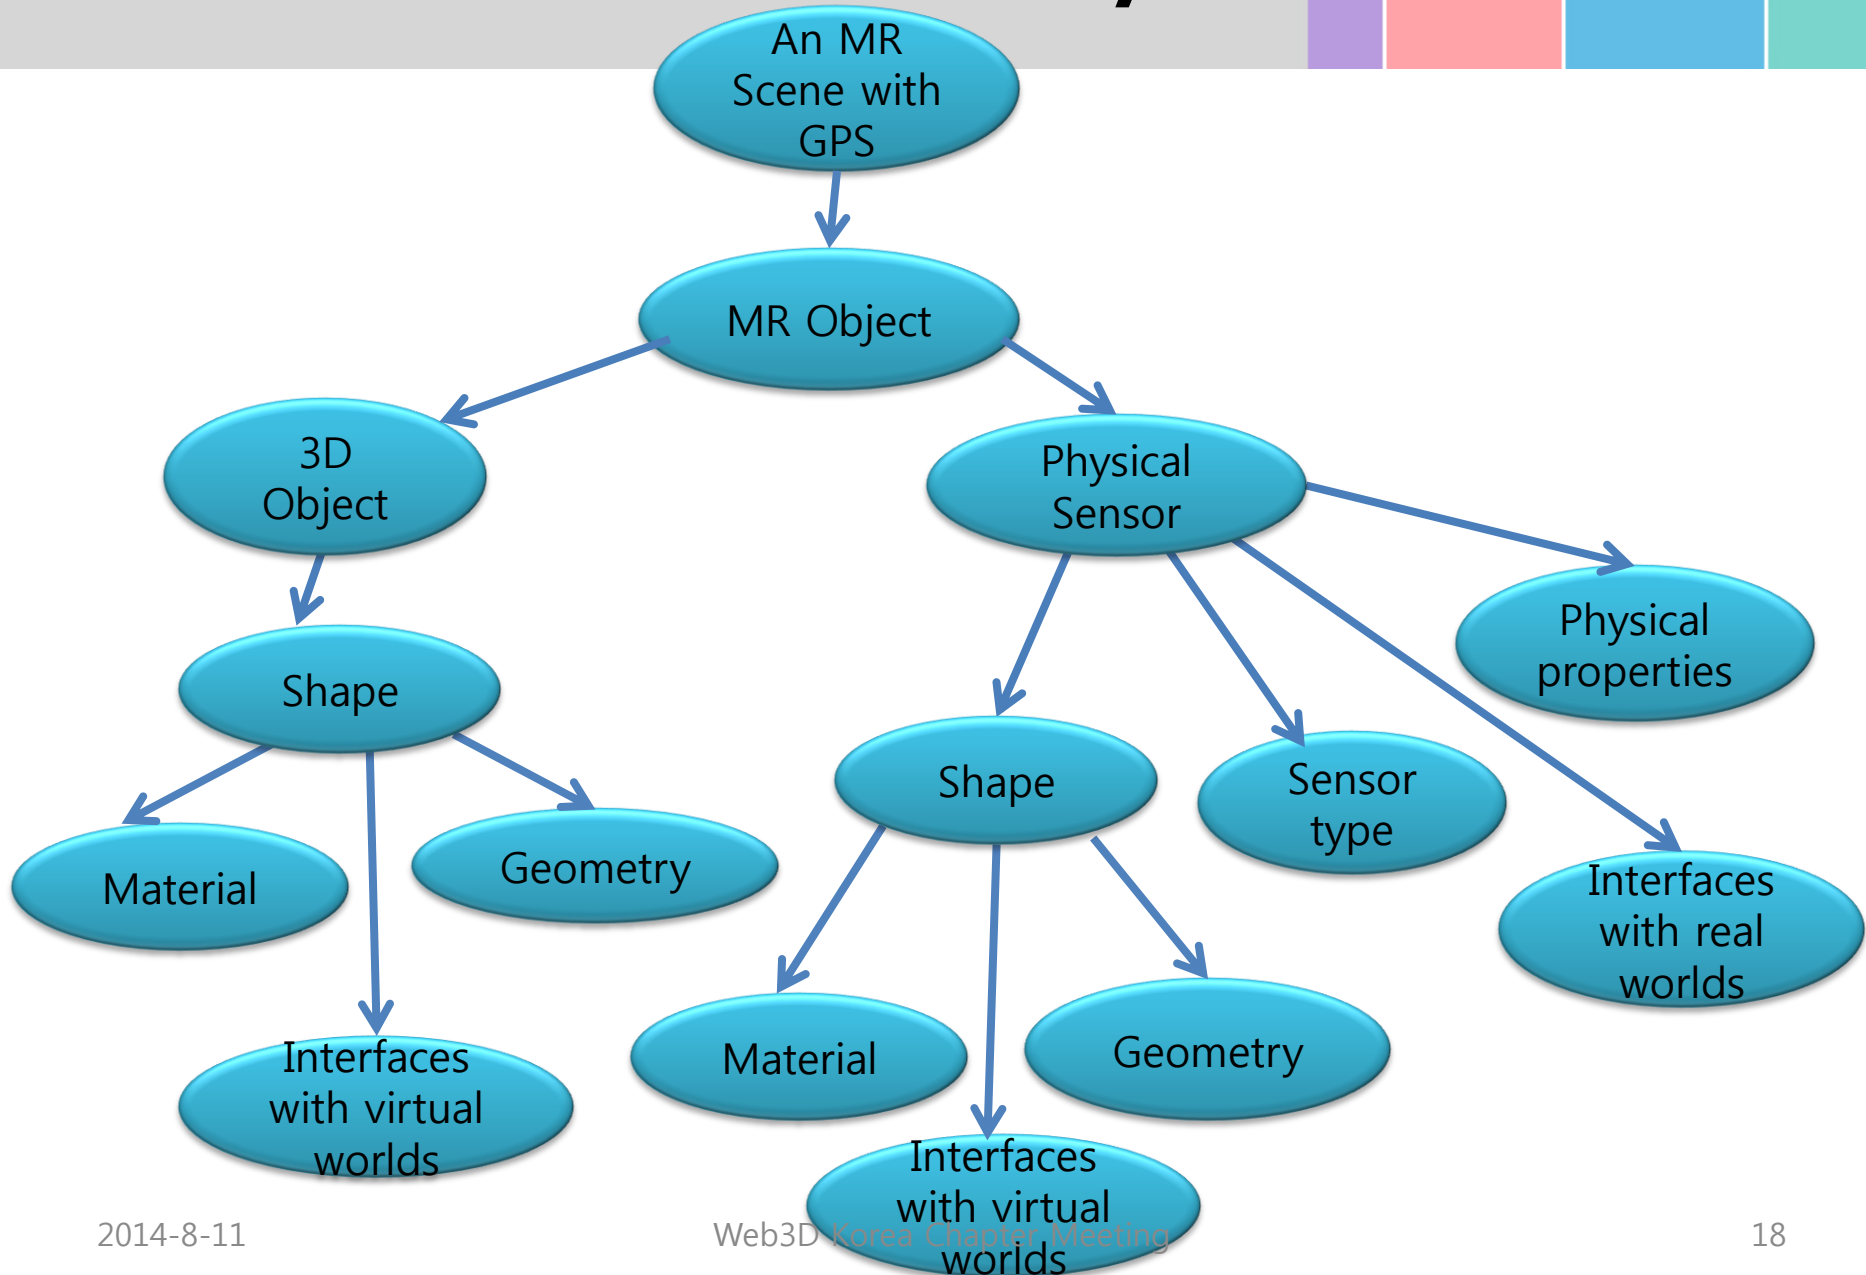 An MR
Scene with
GPS
MR Object
3D
Object
Physical
Sensor
Physical
properties
Shape
Shape
Sensor
type
Material
Geometry
Interfaces
with real
worlds
Interfaces
with virtual
worlds
Material
Geometry
Interfaces
with virtual
worlds
2014-8-11
Web3D Korea Chapter Meeting
18